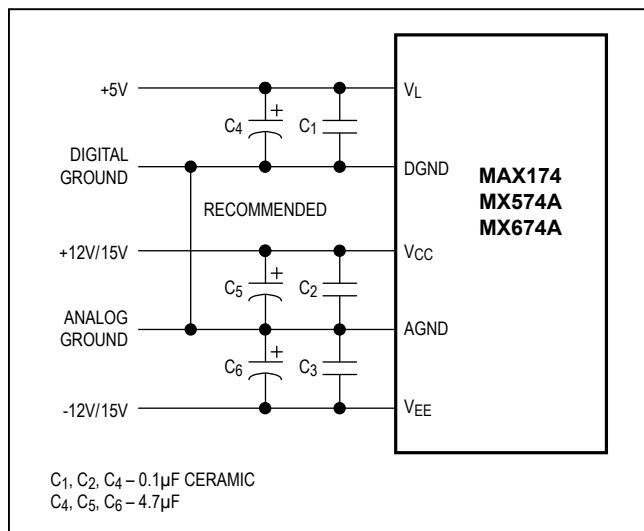 +5V
C4
+
C1
VL
DIGITAL
GROUND
DGND
MAX174
MX574A
MX674A
RECOMMENDED
+12V/15V
VCC
C5
+
C2
ANALOG
GROUND
AGND
C6
+
C3
-12V/15V
VEE
C1, C2, C4 – 0.1µF CERAMIC
C4, C5, C6 – 4.7µF